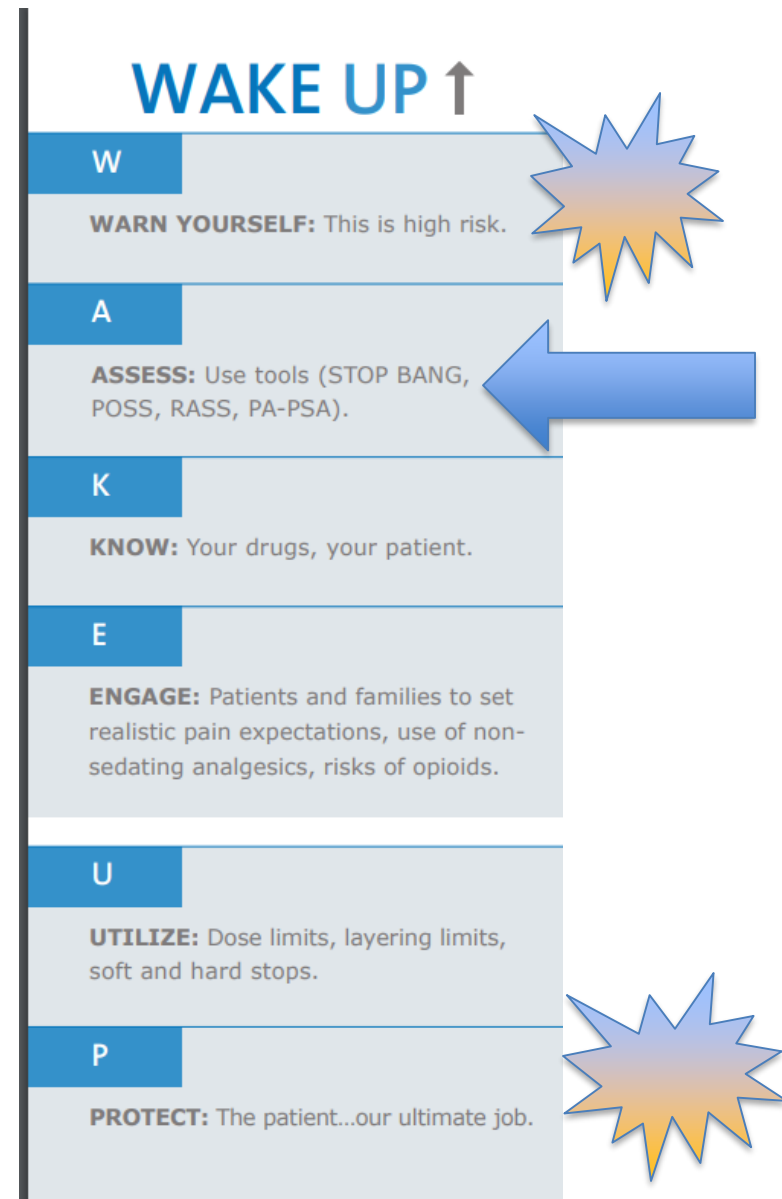 WAKE UP ↑
W
WARN YOURSELF: This is high risk.
A
ASSESS: Use tools (STOP BANG,
POSS, RASS, PA-PSA).
K
KNOW: Your drugs, your patient.
E
ENGAGE: Patients and families to set
realistic pain expectations, use of non-
sedating analgesics, risks of opioids.
U
UTILIZE: Dose limits, layering limits,
soft and hard stops.
P
PROTECT: The patient...our ultimate job.